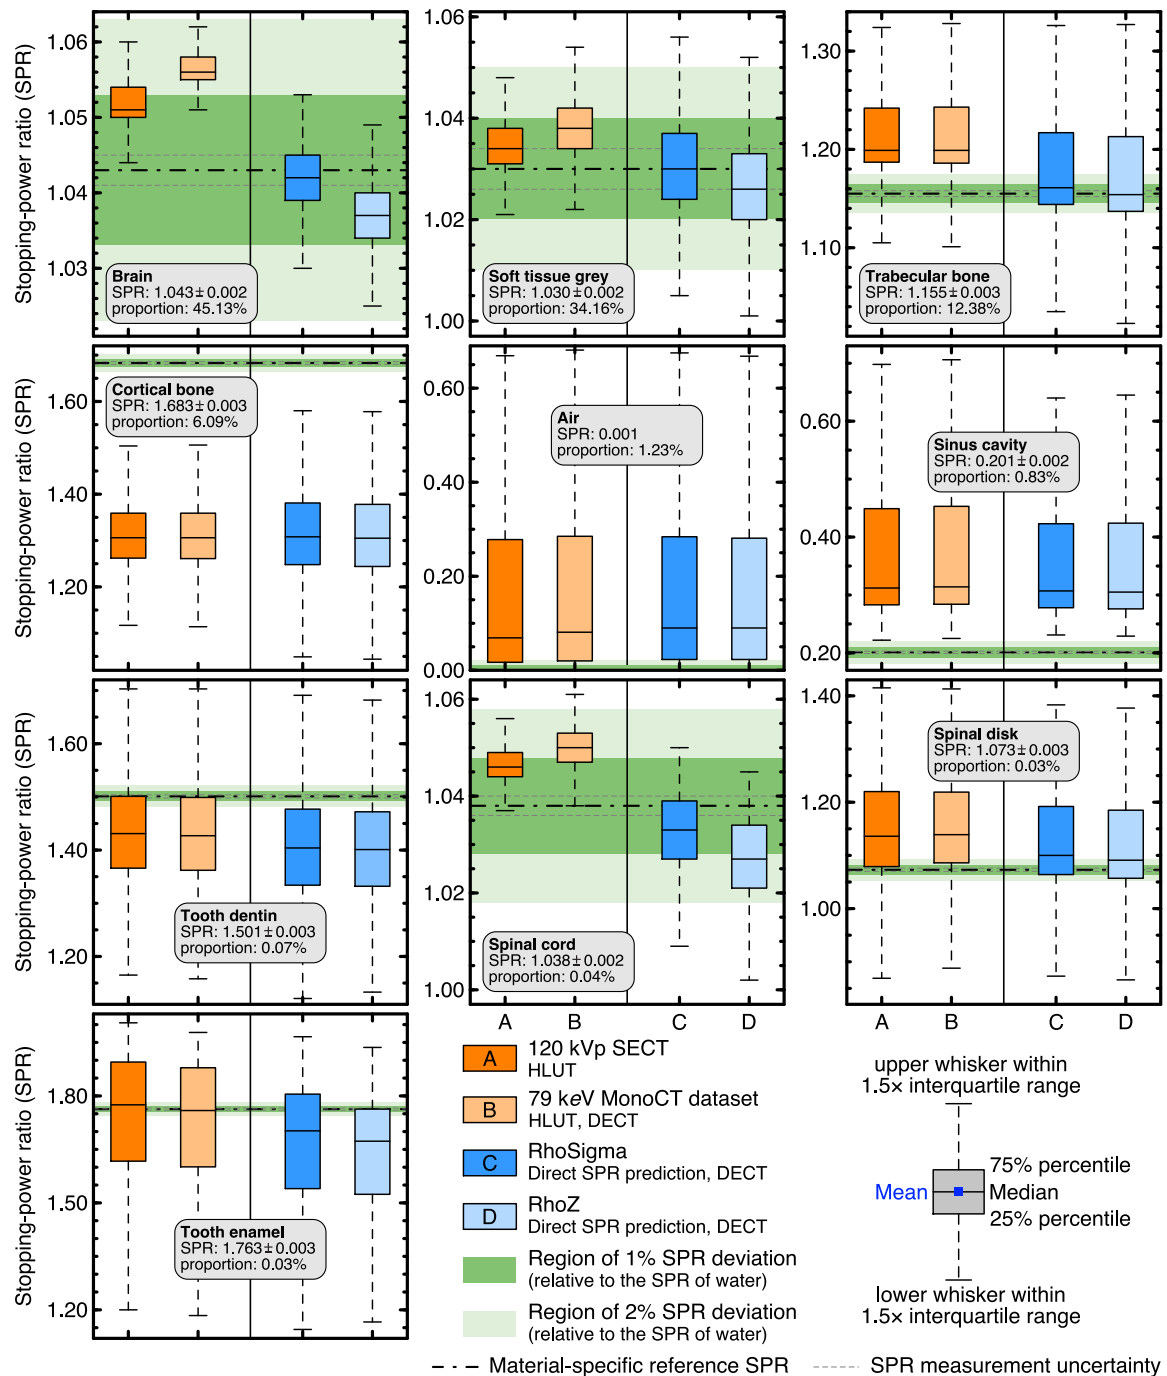 Stopping-power ratio (SPR)
1.06
1.05
1.04
1.03
Brain
SPR: 1.043±0.002
proportion: 45.13%
1.06
1.04
1.02
1.00
Soft tissue grey
SPR: 1.030±0.002
proportion: 34.16%
1.30
1.20
1.10
Trabecular bone
SPR: 1.155±0.003
proportion: 12.38%
Stopping-power ratio (SPR)
1.60
1.40
1.20
Cortical bone
SPR: 1.683±0.003
proportion: 6.09%
0.60
0.40
0.20
0.00
Air
SPR: 0.001
proportion: 1.23%
0.60
0.40
0.20
Sinus cavity
SPR: 0.201±0.002
proportion: 0.83%
Stopping-power ratio (SPR)
1.60
1.40
1.20
Tooth dentin
SPR: 1.501±0.003
proportion: 0.07%
1.06
1.04
1.02
1.00
Spinal cord
SPR: 1.038±0.002
proportion: 0.04%
A B C D
1.40
1.20
1.00
Spinal disk
SPR: 1.073±0.003
proportion: 0.03%
A B C D
Stopping-power ratio (SPR)
1.80
1.50
1.20
Tooth enamel
SPR: 1.763±0.003
proportion: 0.03%
A 120 kVp SECT
HLUT
B 79 keV MonoCT dataset
HLUT, DECT
C RhoSigma
Direct SPR prediction, DECT
D RhoZ
Direct SPR prediction, DECT
Region of 1% SPR deviation
(relative to the SPR of water)
Region of 2% SPR deviation
(relative to the SPR of water)
upper whisker within
1.5× interquartile range
75% percentile
Mean Median
25% percentile
lower whisker within
1.5× interquartile range
Material-specific reference SPR
SPR measurement uncertainty